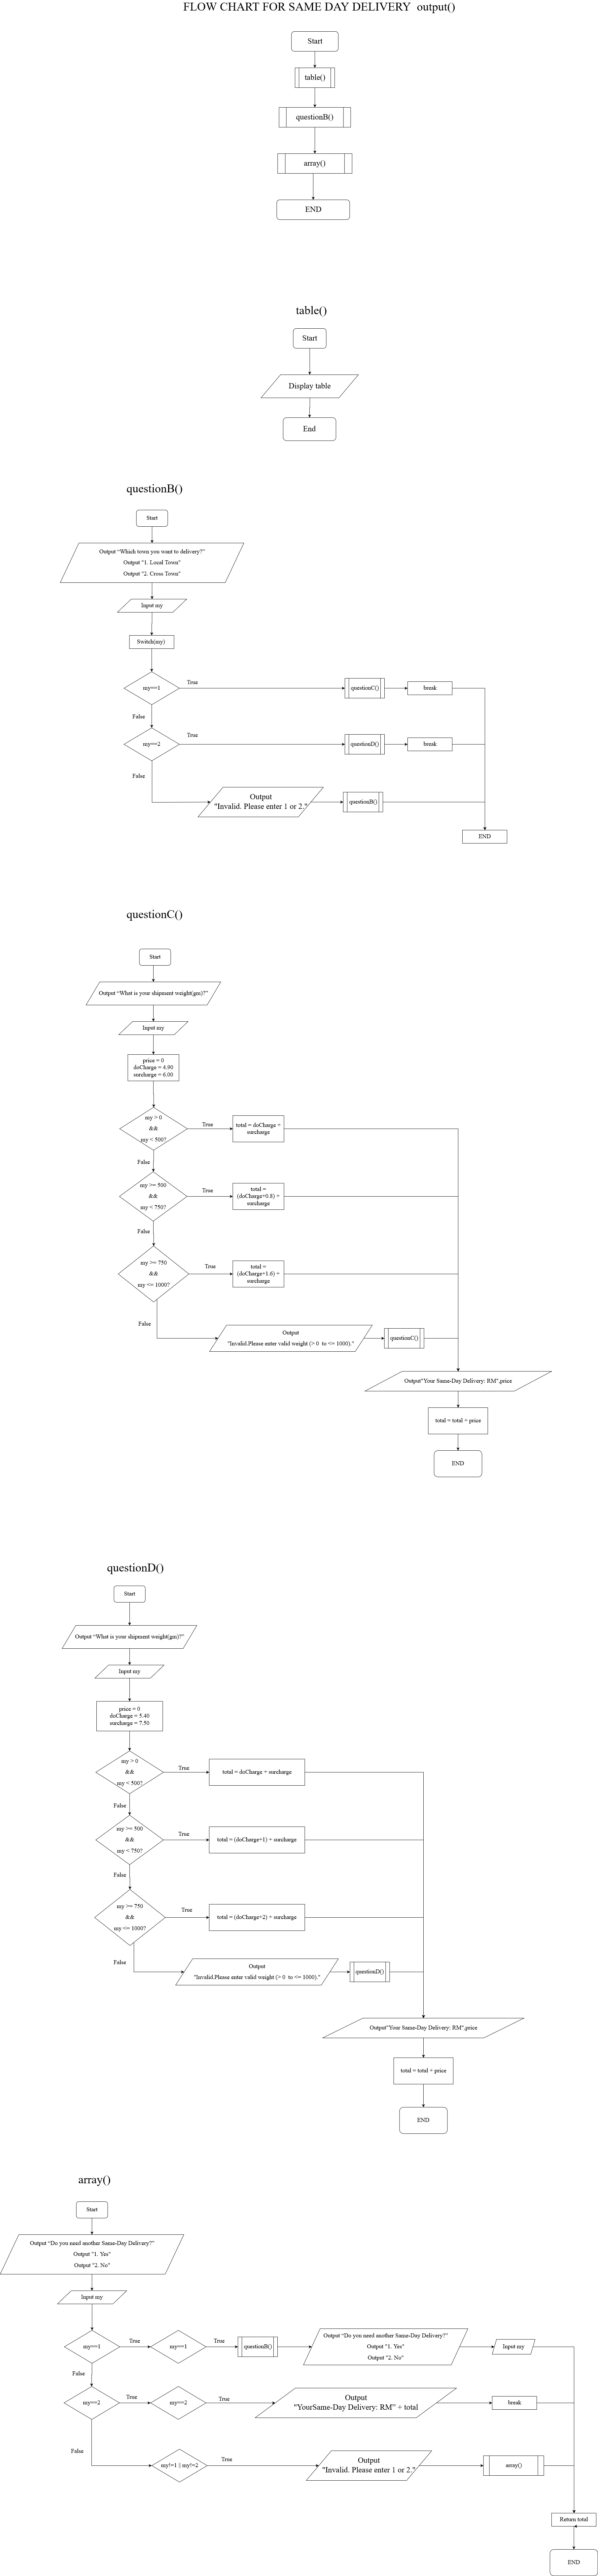 FLOW CHART FOR SAME DAY DELIVERY output()
Start
table()
questionB()
array()
END
table()
Start
Display table
End
questionB()
Start
Output “Which town you want to delivery?”
Output "1. Local Town"
Output "2. Cross Town"
Input my
Switch(my)
my==1
True
questionC()
break
False
my==2
True
questionD()
break
False
Output
"Invalid. Please enter 1 or 2."
questionB()
END
questionC()
Start
Output “What is your shipment weight(gm)?”
Input my
price = 0
doCharge = 4.90
surcharge = 6.00
my > 0
&&
my < 500?
True
total = doCharge +
surcharge
False
my >= 500
&&
my < 750?
True
total =
(doCharge+0.8) +
surcharge
False
my >= 750
&&
my <= 1000?
True
total =
(doCharge+1.6) +
surcharge
False
Output
"Invalid.Please enter valid weight (> 0 to <= 1000)."
questionC()
Output"Your Same-Day Delivery: RM",price
total = total + price
END
questionD()
Start
Output “What is your shipment weight(gm)?”
Input my
price = 0
doCharge = 5.40
surcharge = 7.50
my > 0
&&
my < 500?
True
total = doCharge + surcharge
False
my >= 500
&&
my < 750?
True
total = (doCharge+1) + surcharge
False
my >= 750
&&
my <= 1000?
True
total = (doCharge+2) + surcharge
False
Output
"Invalid.Please enter valid weight (> 0 to <= 1000)."
questionD()
Output"Your Same-Day Delivery: RM",price
total = total + price
END
array()
Start
Output “Do you need another Same-Day Delivery?”
Output "1. Yes"
Output "2. No"
Input my
my==1
True
my==1
True
questionB()
Output “Do you need another Same-Day Delivery?”
Output "1. Yes"
Output "2. No"
Input my
False
my==2
True
my==2
True
Output
"YourSame-Day Delivery: RM" + total
break
False
my!=1 || my!=2
True
Output
"Invalid. Please enter 1 or 2."
array()
Return total
END